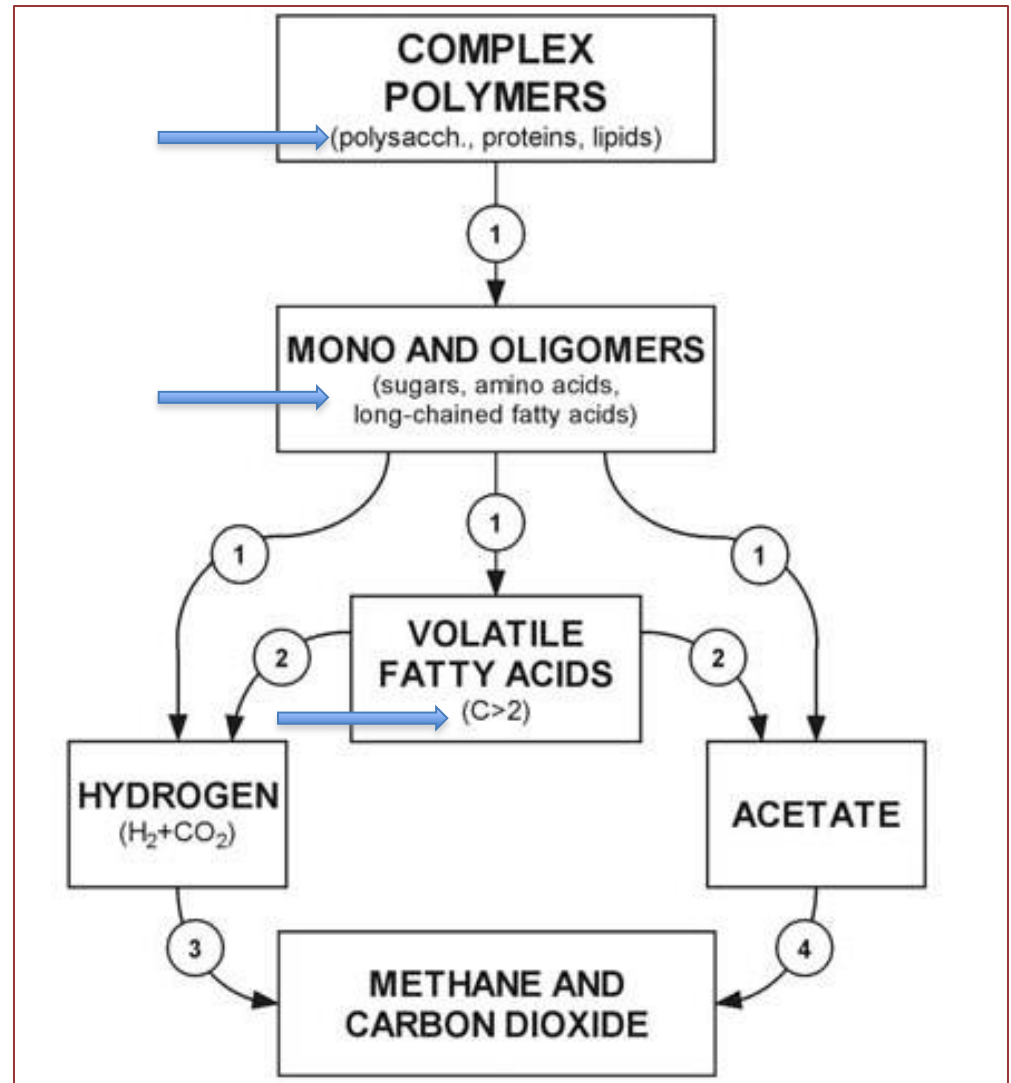 COMPLEX
POLYMERS
(polysacch., proteins, lipids)
1
MONO AND OLIGOMERS
(sugars, amino acids,
long-chained fatty acids)
1
1
1
VOLATILE
FATTY ACIDS
(C>2)
2
2
HYDROGEN
(H₂+CO₂)
ACETATE
3
4
METHANE AND
CARBON DIOXIDE